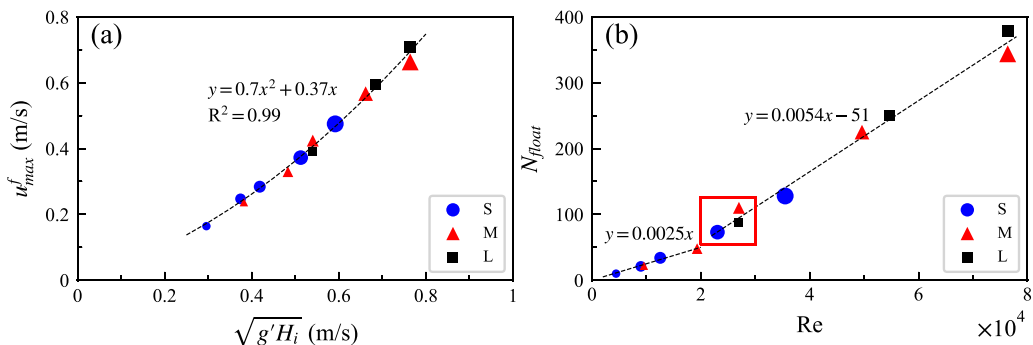 (a)
0.8
0.6
0.4
0.2
0
y = 0.7x² + 0.37x
R² = 0.99
S
M
L
0 0.2 0.4 0.6 0.8 1
u^f_max (m/s)
√g′H_i (m/s)
(b)
400
300
200
100
0
y = 0.0054x − 51
y = 0.0025x
S
M
L
0 2 4 6 8
×10⁴
N_float
Re